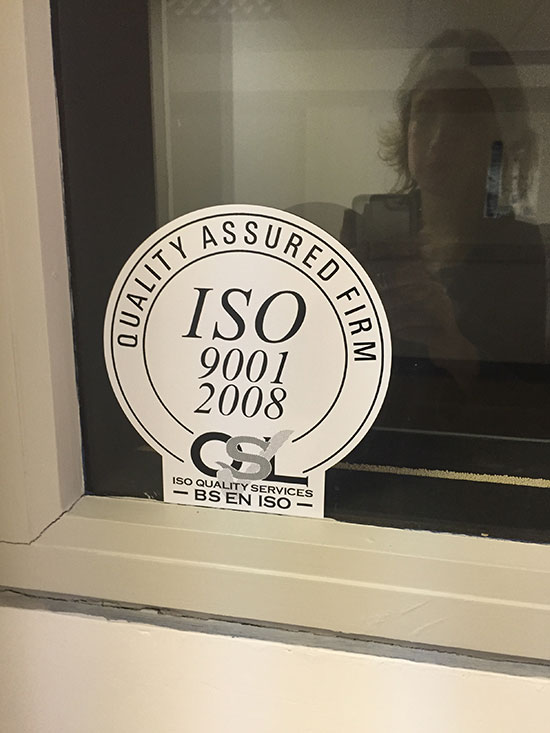 QUALITY ASSURED FIRM
ISO
9001
2008
QSL
ISO QUALITY SERVICES
— BS EN ISO —